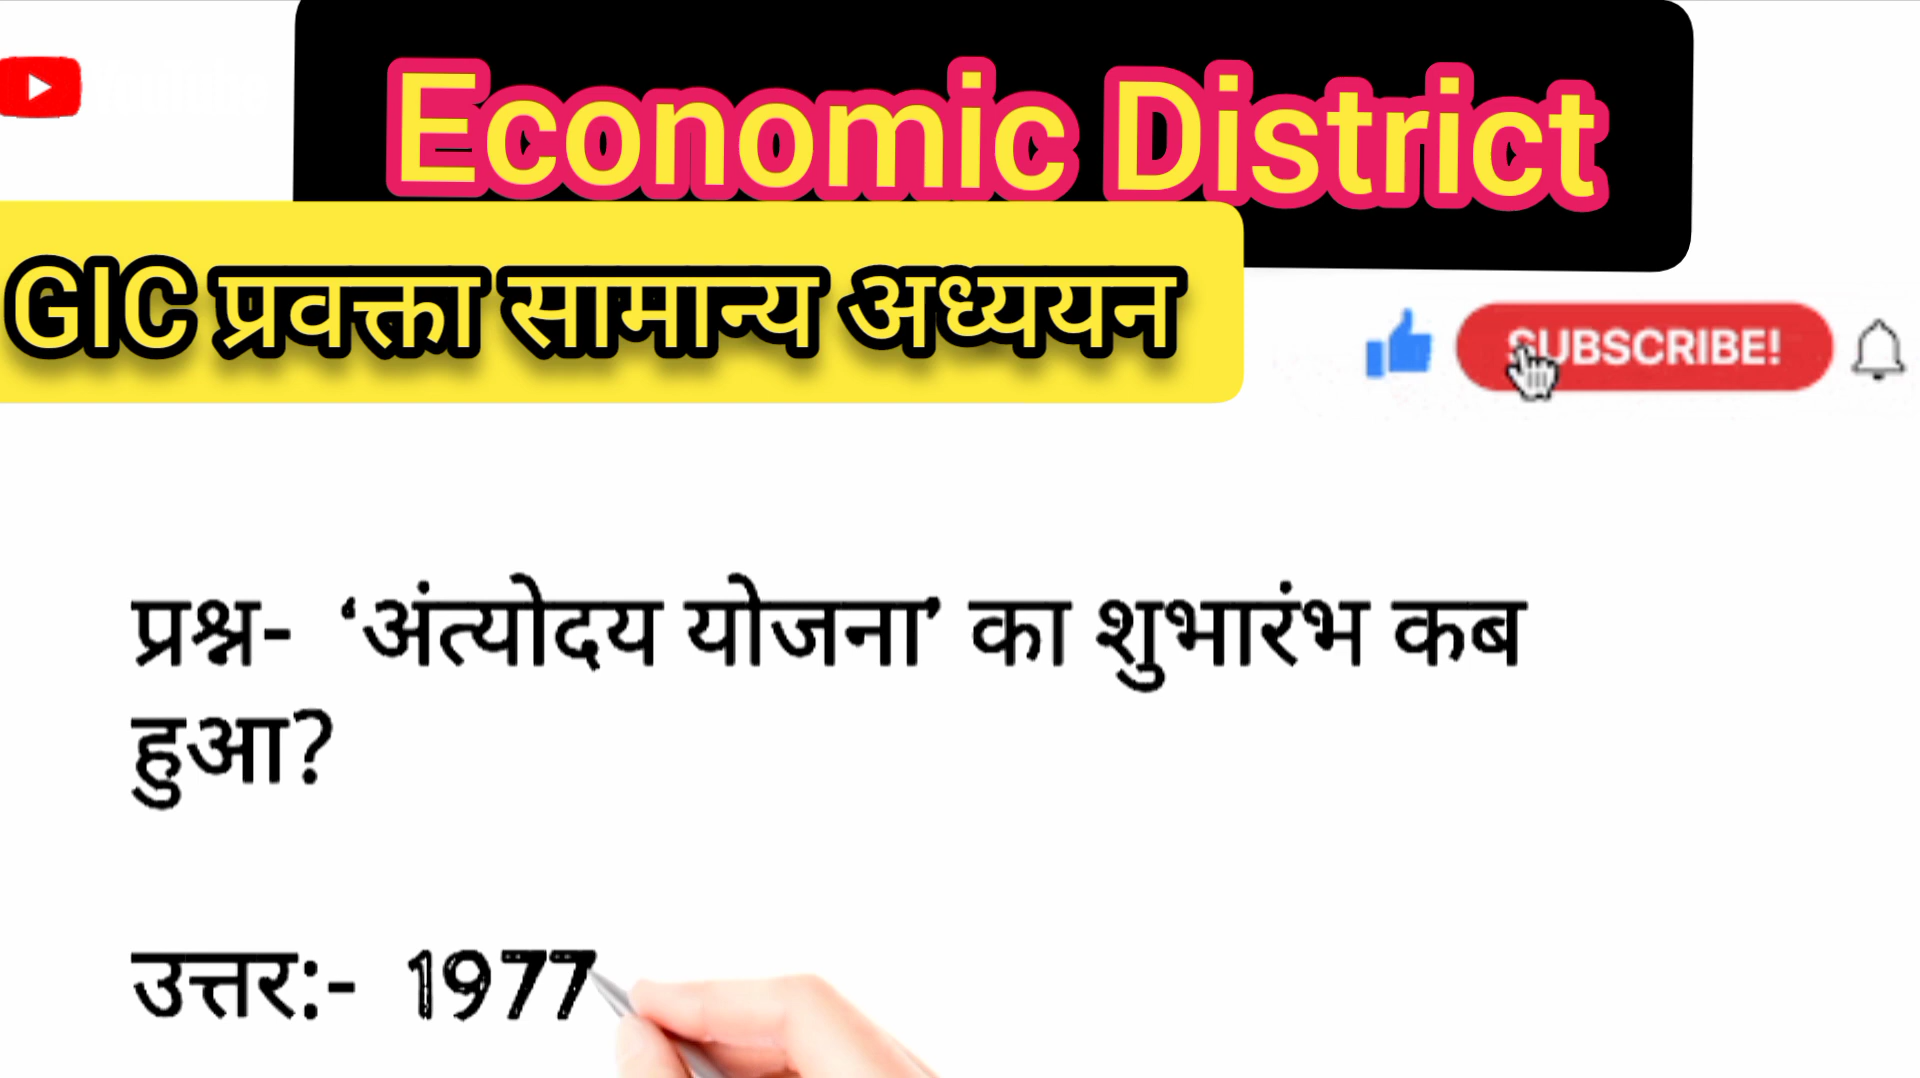 Economic District
GIC प्रवक्ता सामान्य अध्ययन
SUBSCRIBE!
प्रश्न- ‘अंत्योदय योजना’ का शुभारंभ कब
हुआ?
उत्तर:- 1977